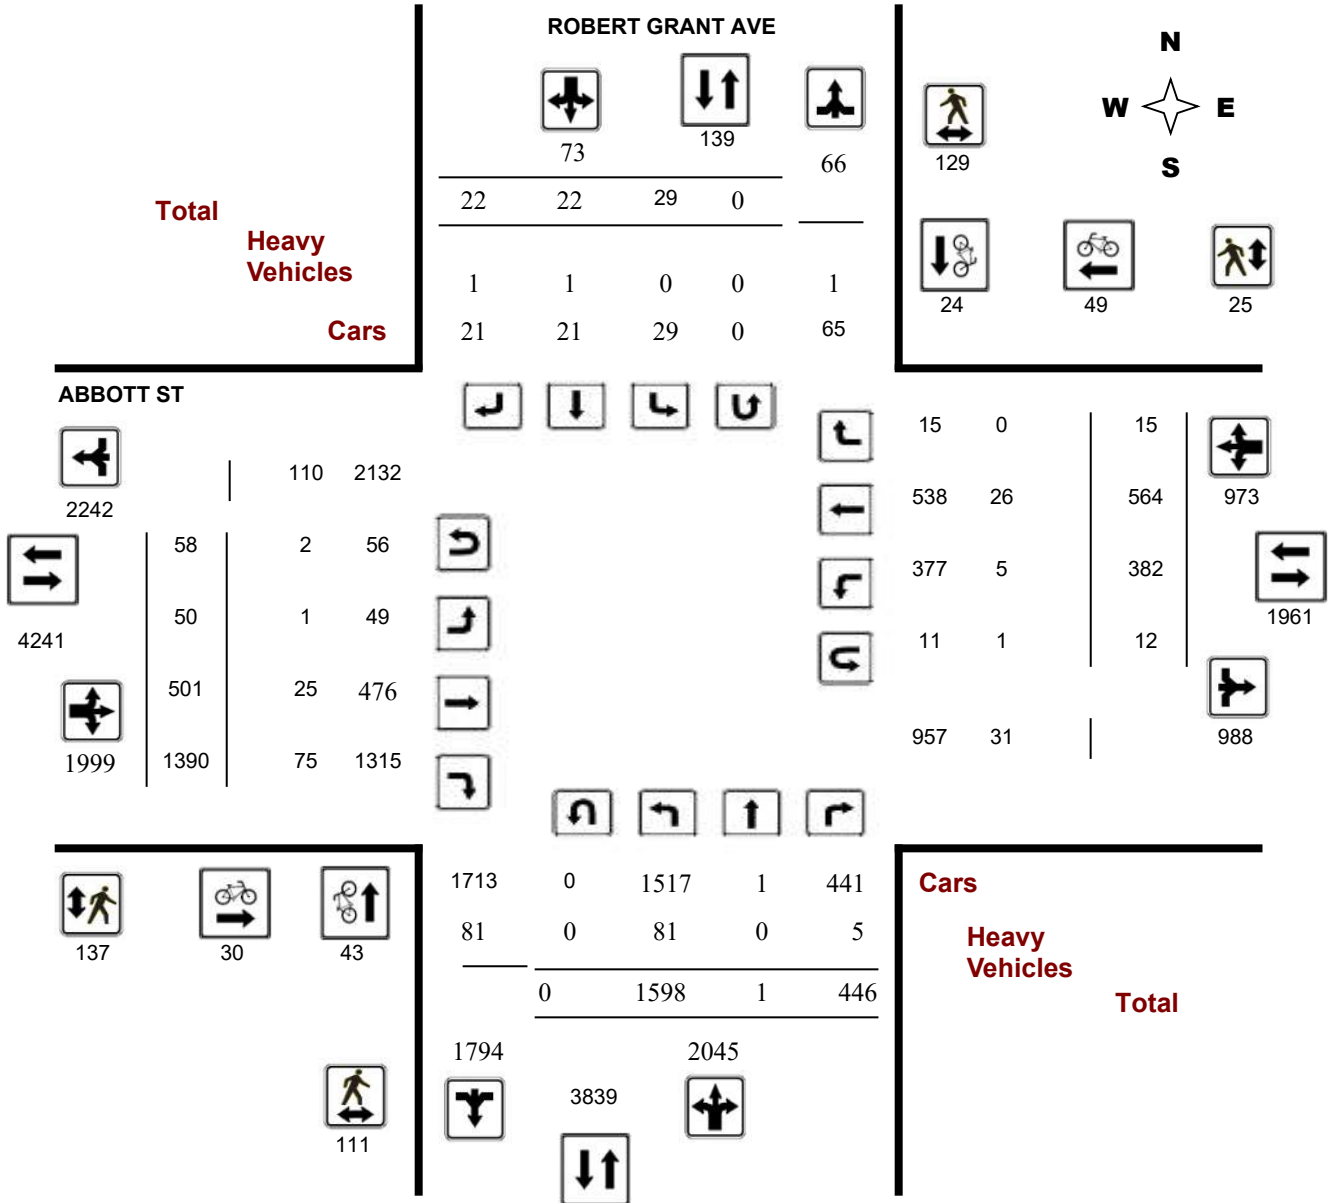 ROBERT GRANT AVE
N
W E
S
73 139 66 129
Total 22 22 29 0
Heavy
Vehicles
1 1 0 0 1
24 49 25
Cars 21 21 29 0 65
ABBOTT ST
15 0 15
110 2132
2242
538 26 564 973
58 2 56
377 5 382
1961
50 1 49
4241
11 1 12
501 25 476
957 31 988
1999 1390 75 1315
1713 0 1517 1 441 Cars
81 0 81 0 5 Heavy
Vehicles
137 30 43
0 1598 1 446 Total
1794 2045
3839
111